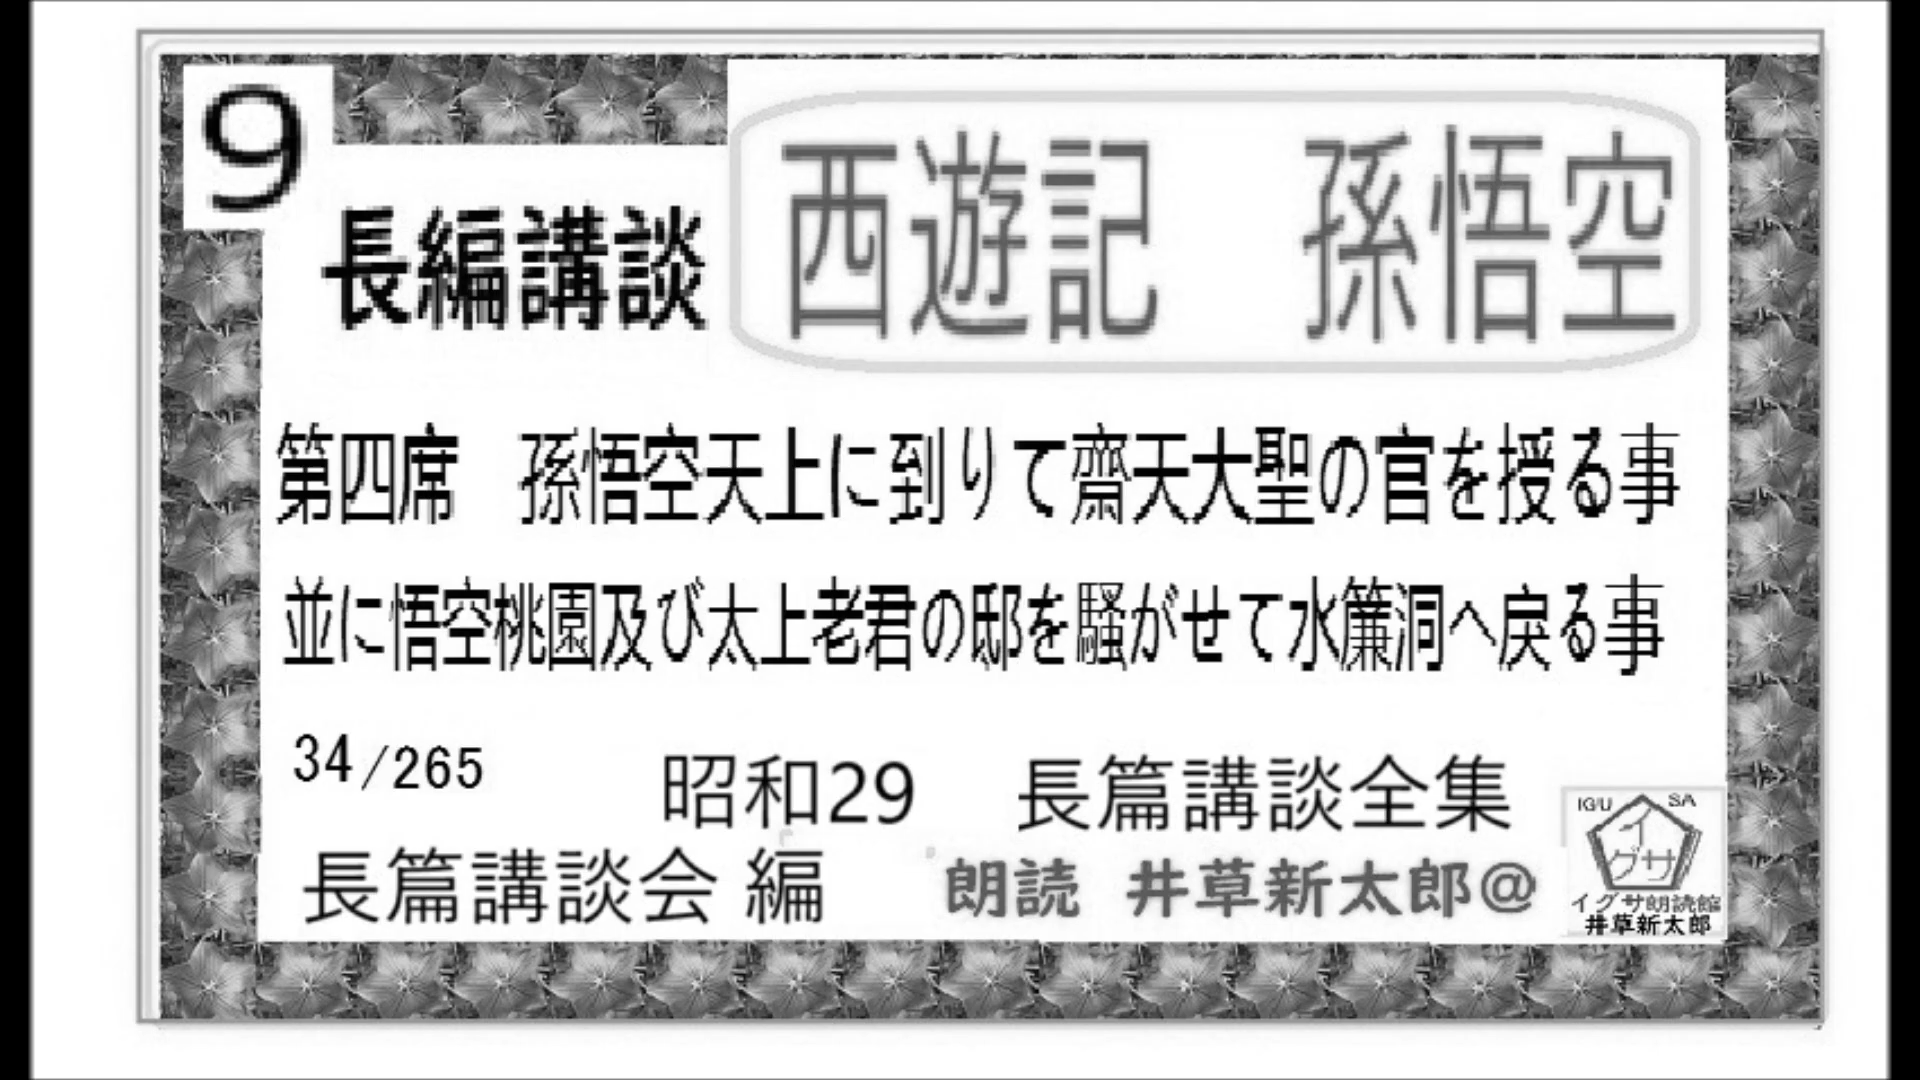 9
長編講談
西遊記　孫悟空
第四席　孫悟空天上に到りて齋天大聖の官を授る事
並に悟空桃園及び太上老君の邸を騒がせて水簾洞へ戻る事
34/265
昭和29　長篇講談全集
長篇講談会 編
朗読　井草新太郎@
IGU SA
イ
グサ
イグサ朗読館
井草新太郎